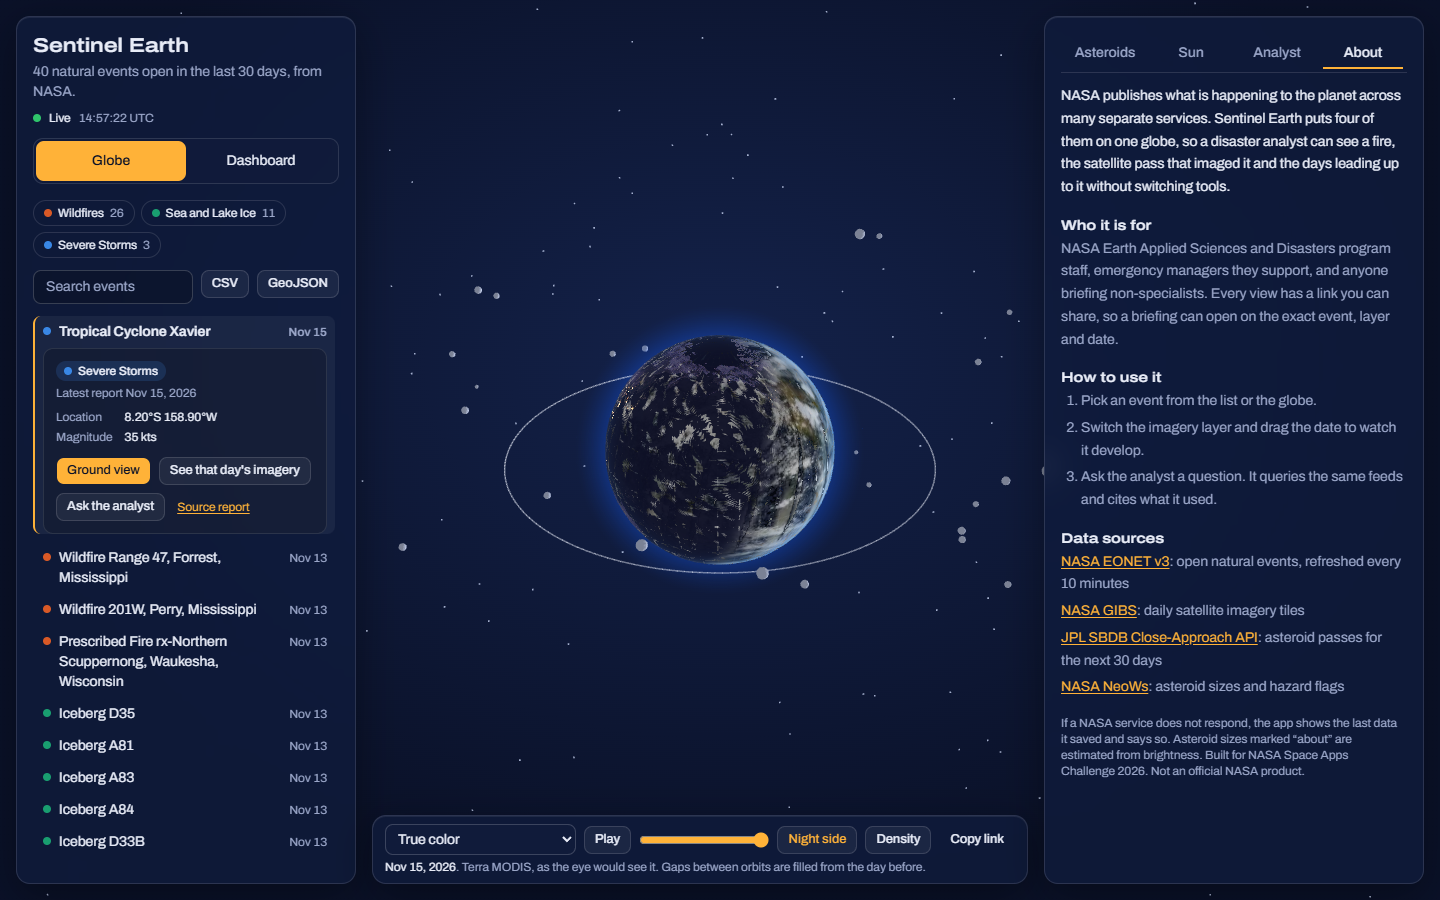 Sentinel Earth
40 natural events open in the last 30 days, from
NASA.
Live 14:57:22 UTC
Globe
Dashboard
Wildfires 26
Sea and Lake Ice 11
Severe Storms 3
Search events
CSV
GeoJSON
Tropical Cyclone Xavier
Nov 15
Severe Storms
Latest report Nov 15, 2026
Location 8.20°S 158.90°W
Magnitude 35 kts
Ground view
See that day's imagery
Ask the analyst
Source report
Wildfire Range 47, Forrest,
Mississippi
Nov 13
Wildfire 201W, Perry, Mississippi
Nov 13
Prescribed Fire rx-Northern
Scuppernong, Waukesha,
Wisconsin
Nov 13
Iceberg D35
Nov 13
Iceberg A81
Nov 13
Iceberg A83
Nov 13
Iceberg A84
Nov 13
Iceberg D33B
Nov 13
True color
Play
Night side
Density
Copy link
Nov 15, 2026. Terra MODIS, as the eye would see it. Gaps between orbits are filled from the day before.
Asteroids
Sun
Analyst
About
NASA publishes what is happening to the planet across
many separate services. Sentinel Earth puts four of
them on one globe, so a disaster analyst can see a fire,
the satellite pass that imaged it and the days leading up
to it without switching tools.
Who it is for
NASA Earth Applied Sciences and Disasters program
staff, emergency managers they support, and anyone
briefing non-specialists. Every view has a link you can
share, so a briefing can open on the exact event, layer
and date.
How to use it
1. Pick an event from the list or the globe.
2. Switch the imagery layer and drag the date to watch
it develop.
3. Ask the analyst a question. It queries the same feeds
and cites what it used.
Data sources
NASA EONET v3: open natural events, refreshed every
10 minutes
NASA GIBS: daily satellite imagery tiles
JPL SBDB Close-Approach API: asteroid passes for
the next 30 days
NASA NeoWs: asteroid sizes and hazard flags
If a NASA service does not respond, the app shows the last data
it saved and says so. Asteroid sizes marked “about” are
estimated from brightness. Built for NASA Space Apps
Challenge 2026. Not an official NASA product.